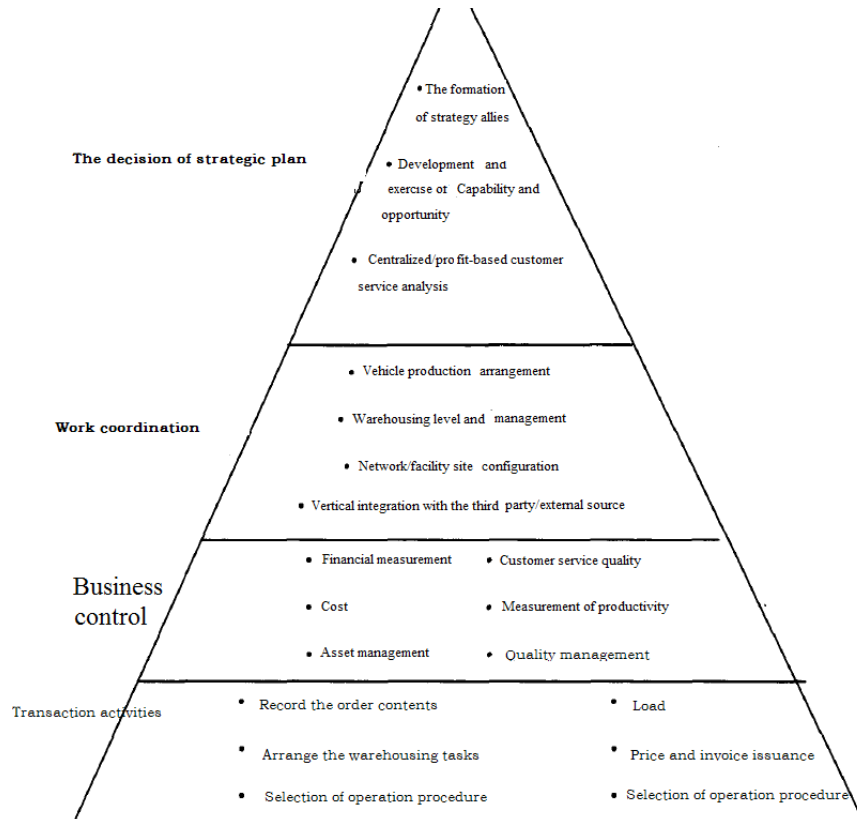 • The formation
of strategy allies
The decision of strategic plan
• Development and
exercise of Capability and
opportunity
• Centralized/profit-based customer
service analysis
• Vehicle production arrangement
Work coordination
• Warehousing level and management
• Network/facility site configuration
• Vertical integration with the third party/external source
• Financial measurement
• Customer service quality
Business
control
• Cost
• Measurement of productivity
• Asset management
• Quality management
Transaction activities
• Record the order contents
• Load
• Arrange the warehousing tasks
• Price and invoice issuance
• Selection of operation procedure
• Selection of operation procedure